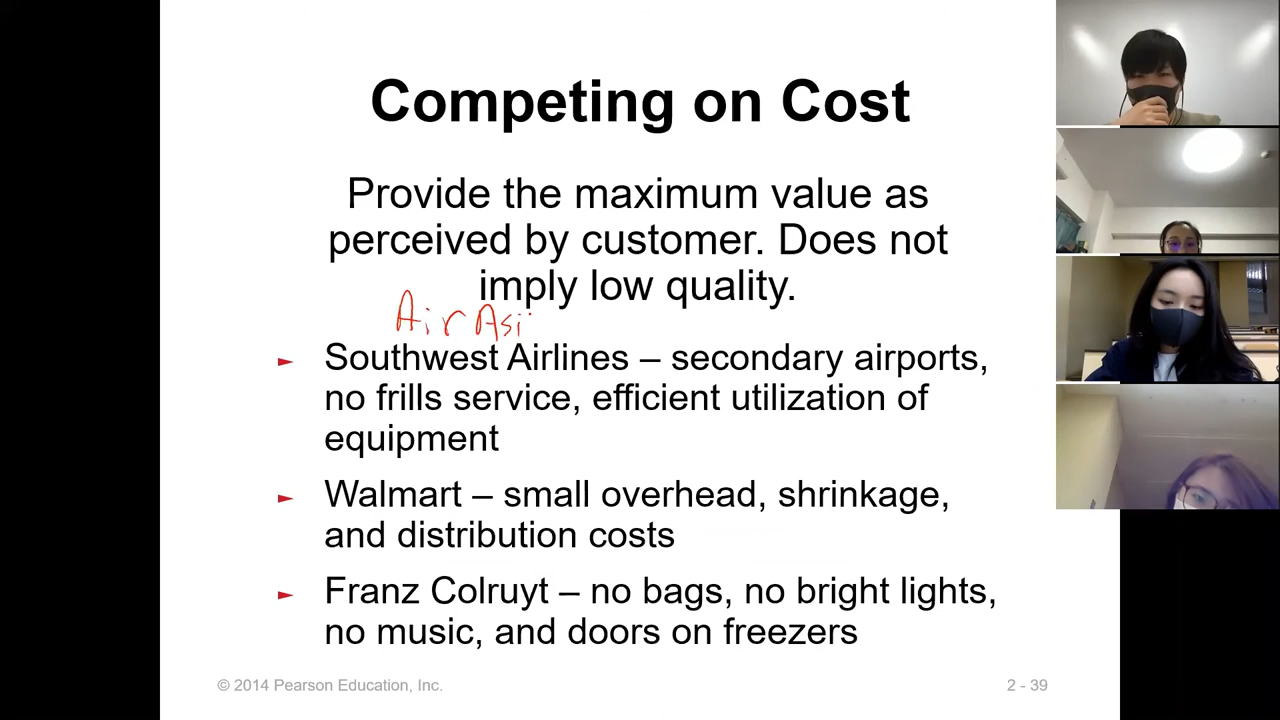 Competing on Cost
Provide the maximum value as
perceived by customer. Does not
imply low quality.
Air Asi
► Southwest Airlines – secondary airports,
no frills service, efficient utilization of
equipment
► Walmart – small overhead, shrinkage,
and distribution costs
► Franz Colruyt – no bags, no bright lights,
no music, and doors on freezers
© 2014 Pearson Education, Inc.
2 - 39